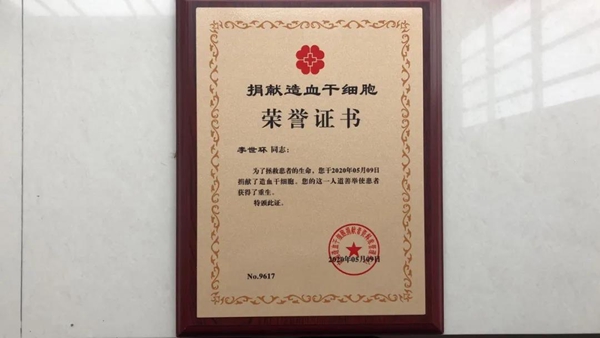 捐献造血干细胞
荣誉证书
李世环 同志：
为了拯救患者的生命，您于2020年05月09日
捐献了造血干细胞。您的这一人道善举使患者
获得了重生。
特颁此证。
2020年05月09日
No.9617